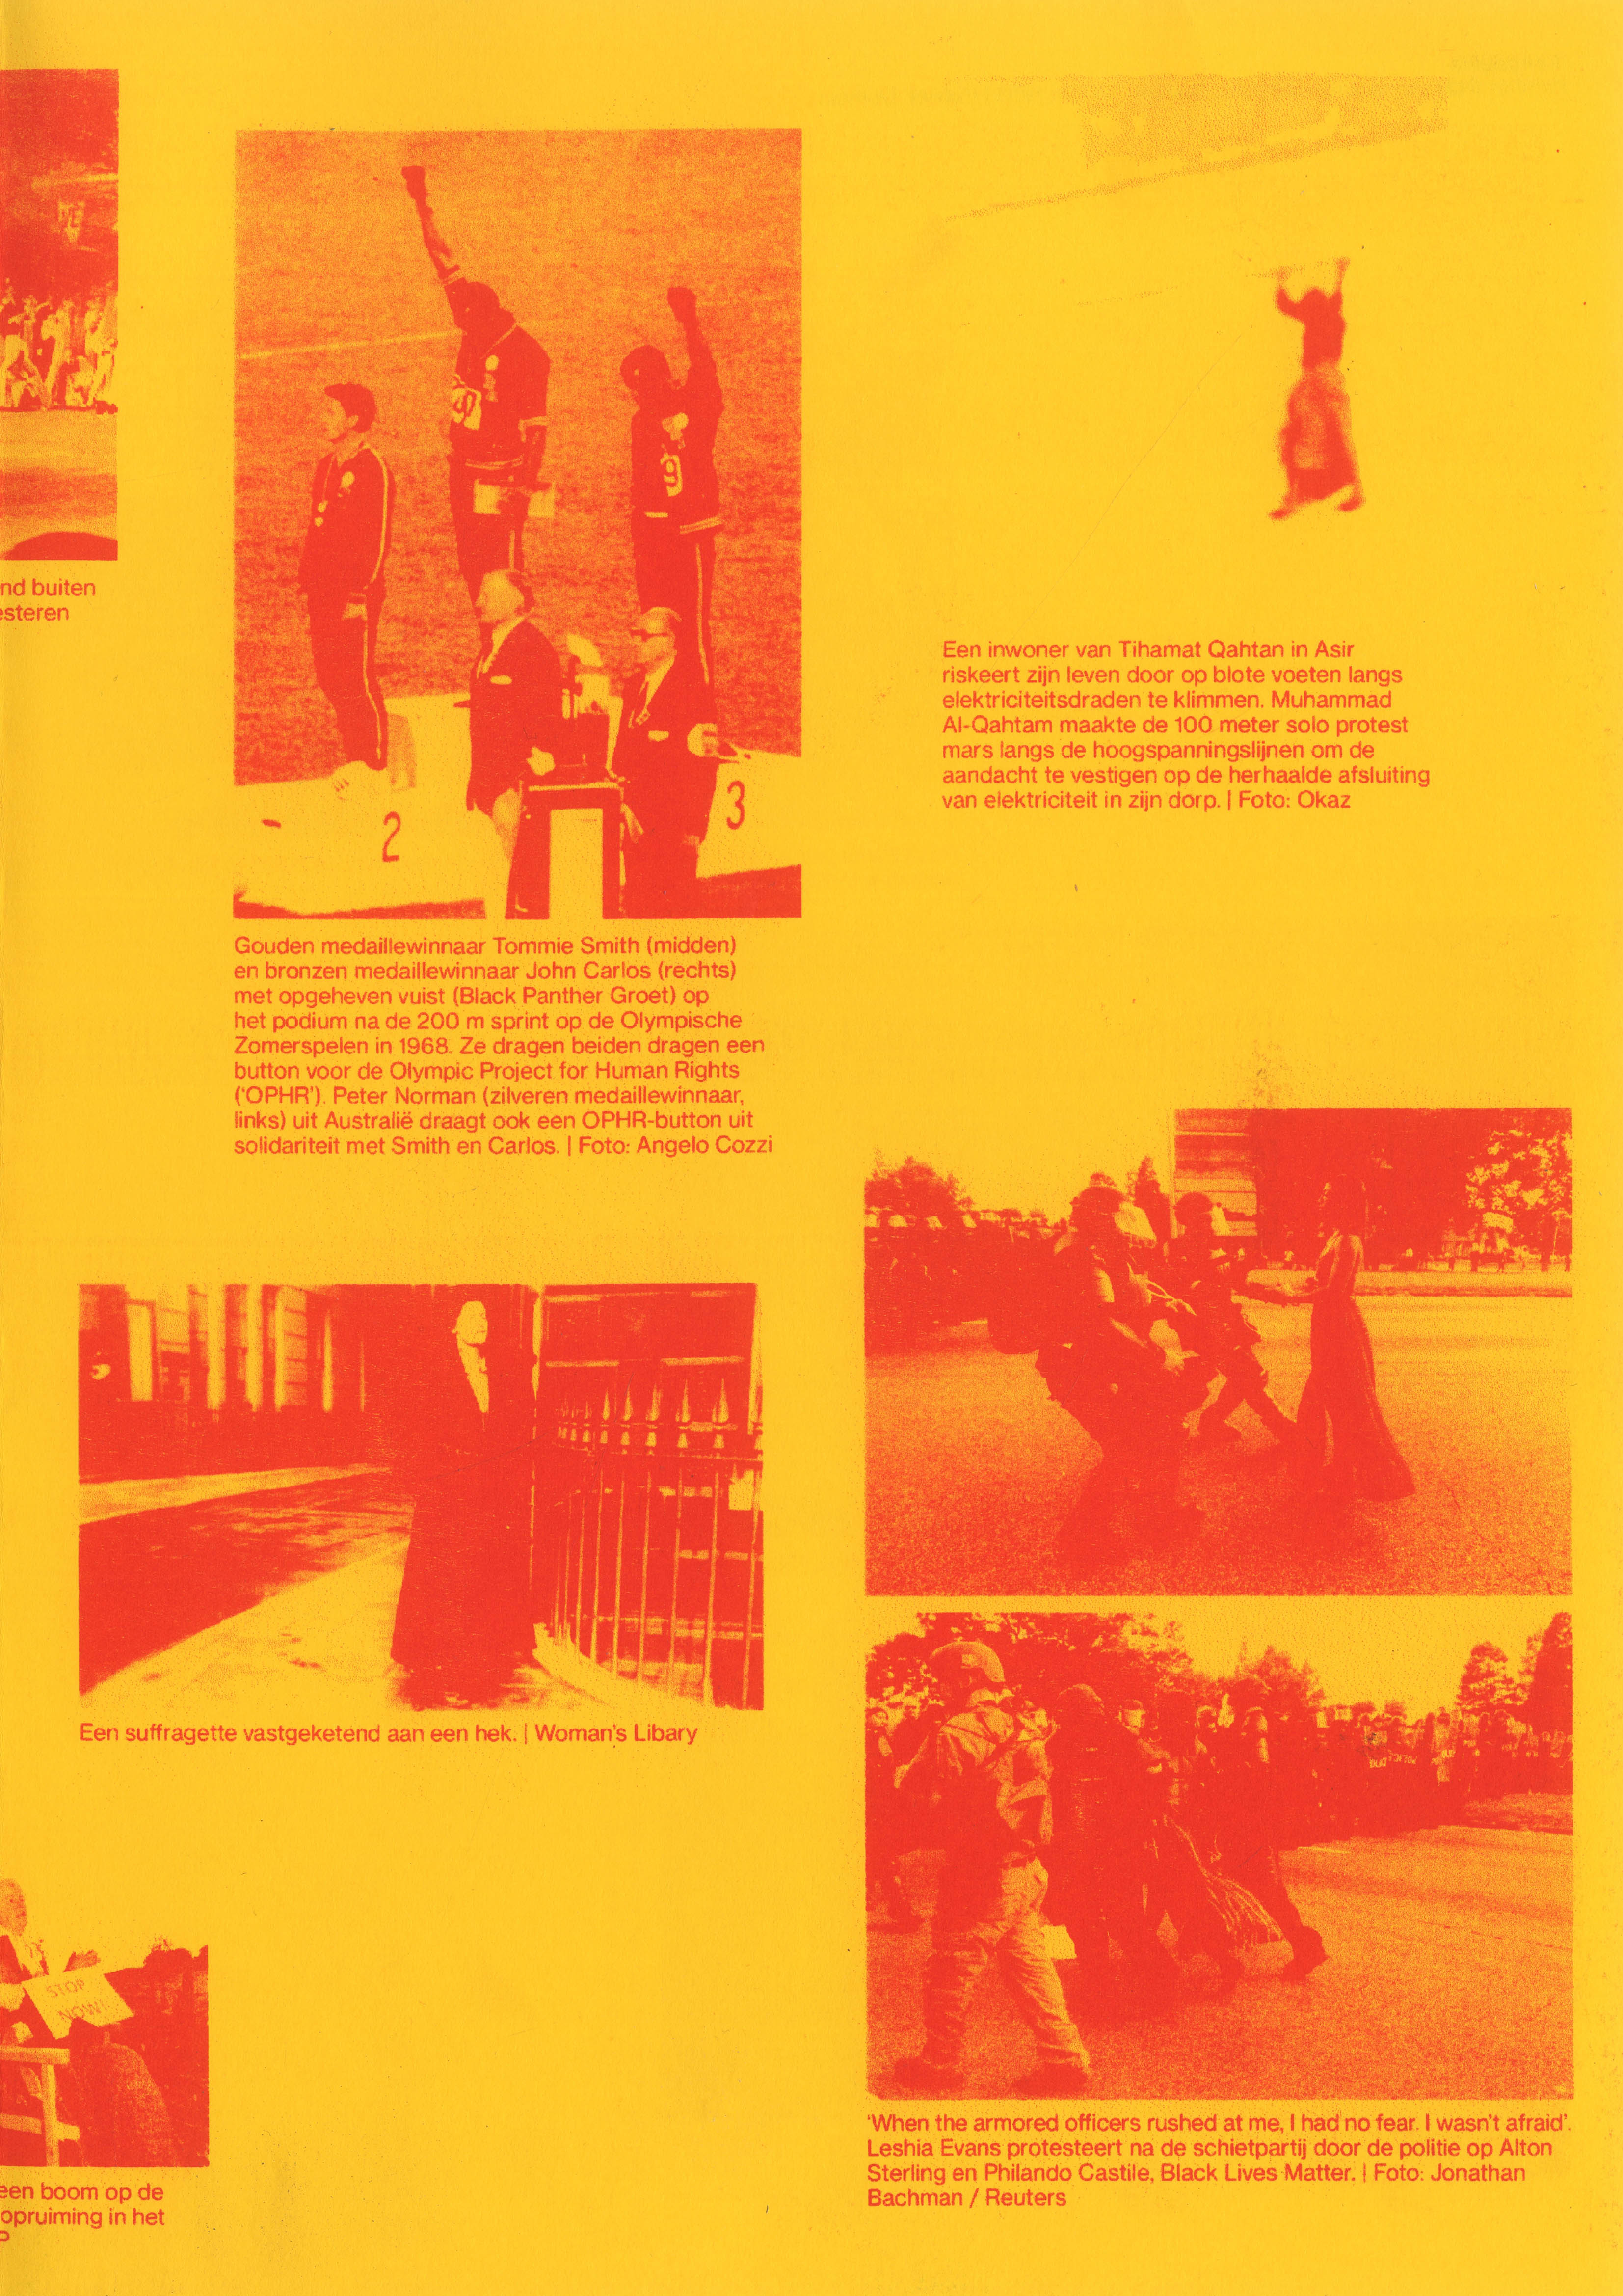 nd buiten
esteren
2
3
9
Gouden medaillewinnaar Tommie Smith (midden)
en bronzen medaillewinnaar John Carlos (rechts)
met opgeheven vuist (Black Panther Groet) op
het podium na de 200 m sprint op de Olympische
Zomerspelen in 1968. Ze dragen beiden dragen een
button voor de Olympic Project for Human Rights
('OPHR'). Peter Norman (zilveren medaillewinnaar,
links) uit Australië draagt ook een OPHR-button uit
solidariteit met Smith en Carlos. | Foto: Angelo Cozzi
Een inwoner van Tihamat Qahtan in Asir
riskeert zijn leven door op blote voeten langs
elektriciteitsdraden te klimmen. Muhammad
Al-Qahtam maakte de 100 meter solo protest
mars langs de hoogspanningslijnen om de
aandacht te vestigen op de herhaalde afsluiting
van elektriciteit in zijn dorp. | Foto: Okaz
Een suffragette vastgeketend aan een hek. | Woman's Libary
STOP
NOW!
een boom op de
opruiming in het
'When the armored officers rushed at me, I had no fear. I wasn't afraid'.
Leshia Evans protesteert na de schietpartij door de politie op Alton
Sterling en Philando Castile, Black Lives Matter. | Foto: Jonathan
Bachman / Reuters